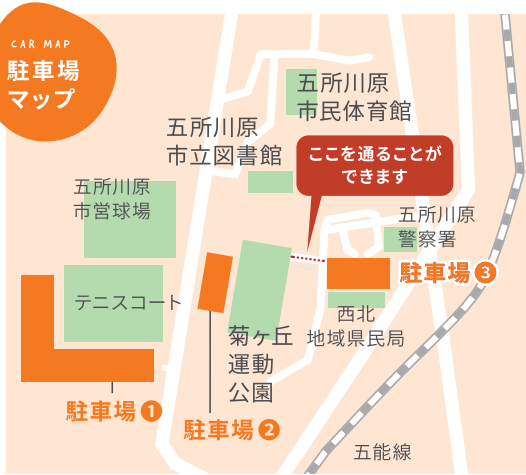 CAR MAP
駐車場
マップ
五所川原
市民体育館
五所川原
市立図書館
ここを通ることが
できます
五所川原
市営球場
五所川原
警察署
駐車場3
テニスコート
西北
地域県民局
菊ヶ丘
運動
公園
駐車場1
駐車場2
五能線